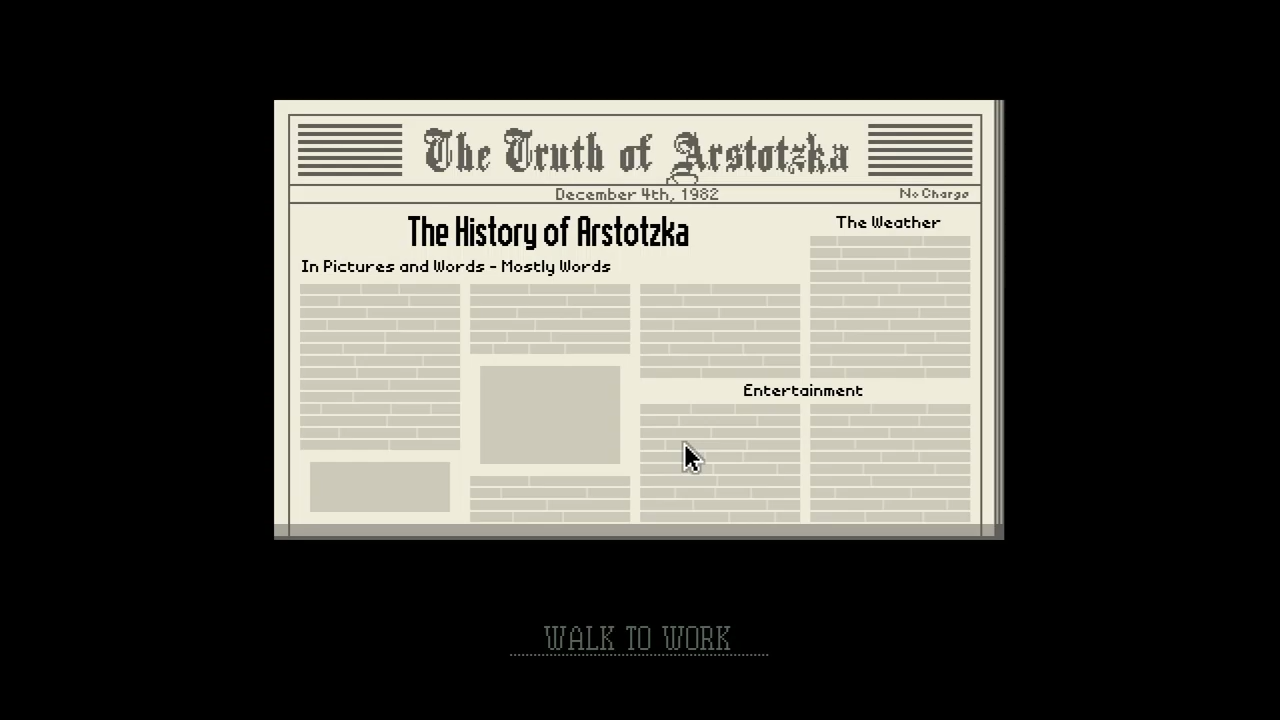 The Truth of Arstotzka
December 4th, 1982
No Charge
The History of Arstotzka
In Pictures and Words - Mostly Words
The Weather
Entertainment
WALK TO WORK